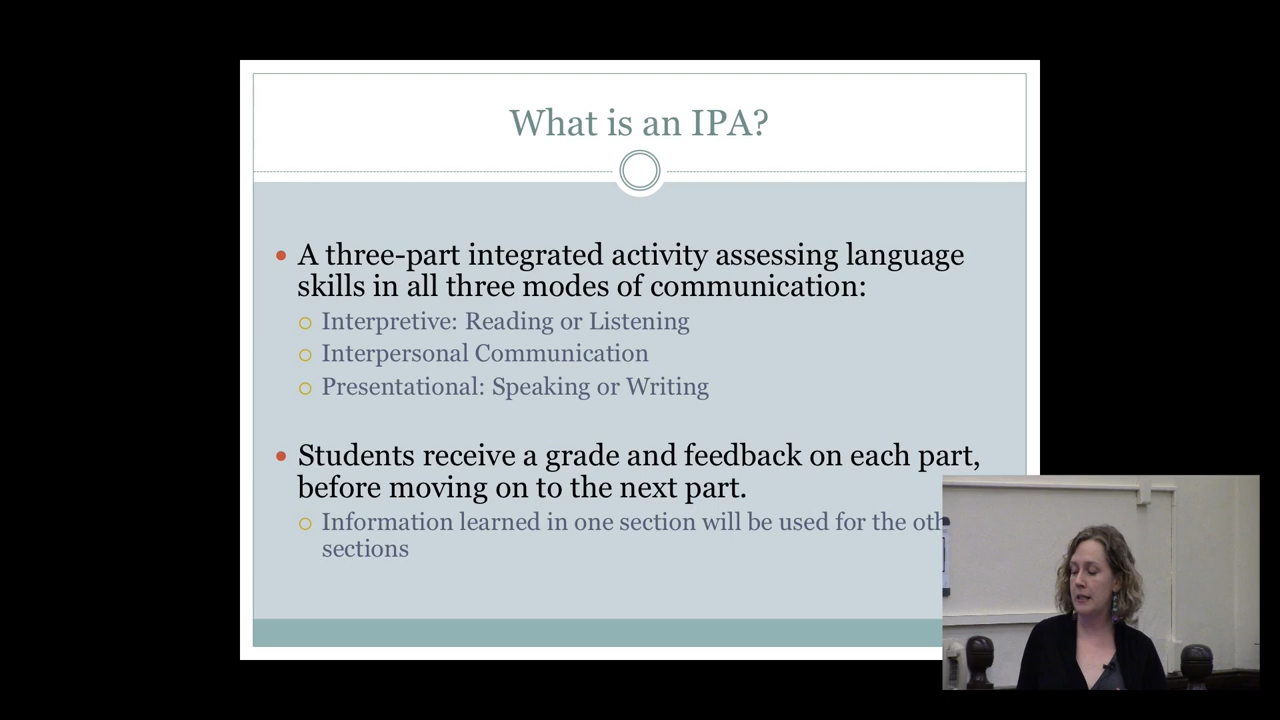 What is an IPA?
A three-part integrated activity assessing language
skills in all three modes of communication:
Interpretive: Reading or Listening
Interpersonal Communication
Presentational: Speaking or Writing
Students receive a grade and feedback on each part,
before moving on to the next part.
Information learned in one section will be used for the
sections